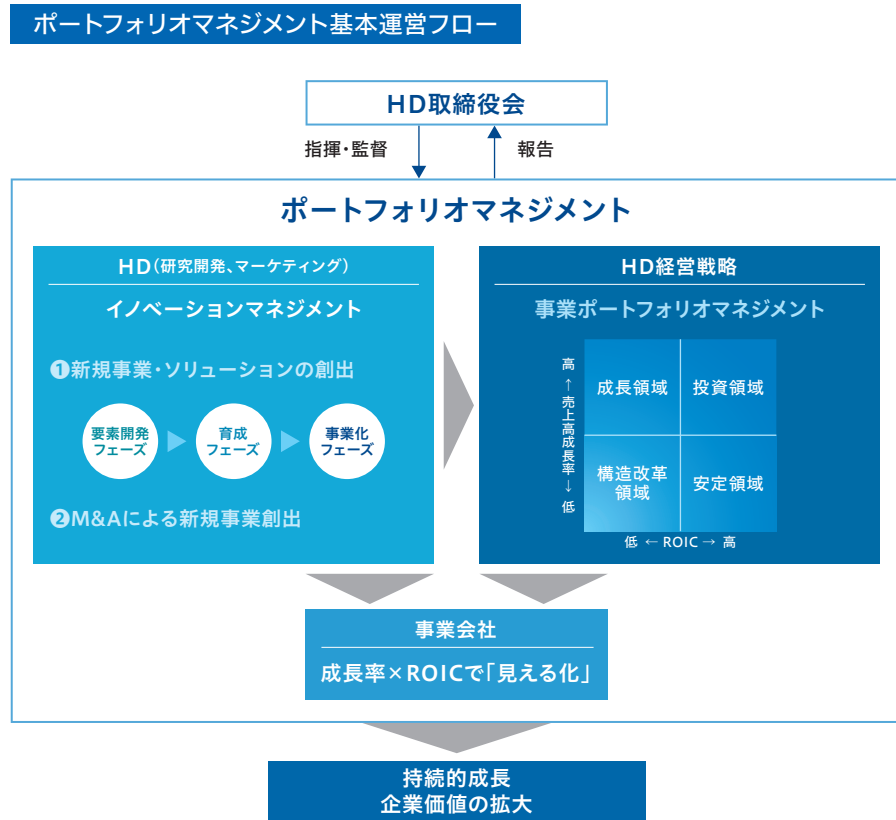 ポートフォリオマネジメント基本運営フロー
HD取締役会
指揮・監督
報告
ポートフォリオマネジメント
HD(研究開発、マーケティング)
イノベーションマネジメント
❶新規事業・ソリューションの創出
要素開発
フェーズ
育成
フェーズ
事業化
フェーズ
❷M&Aによる新規事業創出
HD経営戦略
事業ポートフォリオマネジメント
高 ← 売上高成長率 → 低
成長領域
投資領域
構造改革
領域
安定領域
低 ← ROIC → 高
事業会社
成長率×ROICで「見える化」
持続的成長
企業価値の拡大